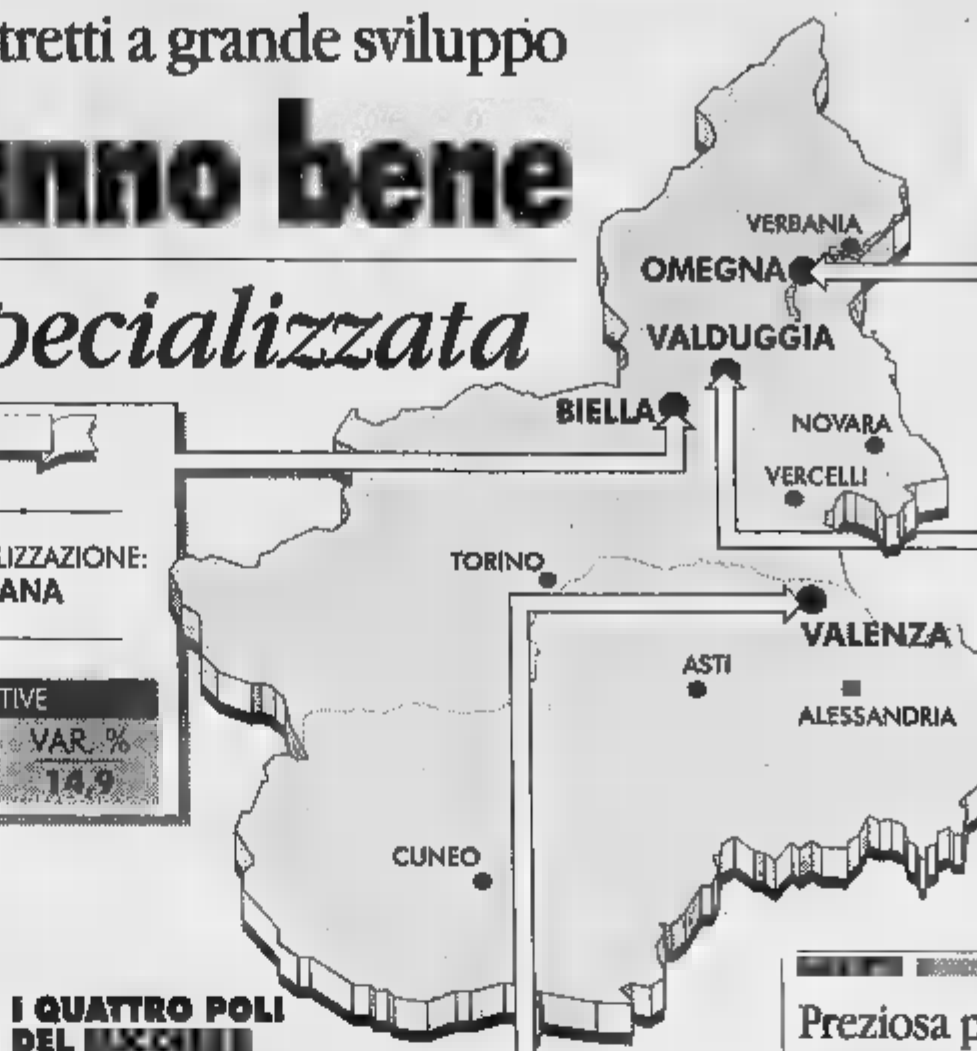 tretti a grande sviluppo
nno bene
pecializzata
VERBANIA
OMEGNA
VALDUGGIA
BIELLA
NOVARA
VERCELLI
LIZZAZIONE:
ANA
TORINO
VALENZA
ASTI
ALESSANDRIA
TIVE
VAR. %
14,9
CUNEO
I QUATTRO POLI
DEL
Preziosa p